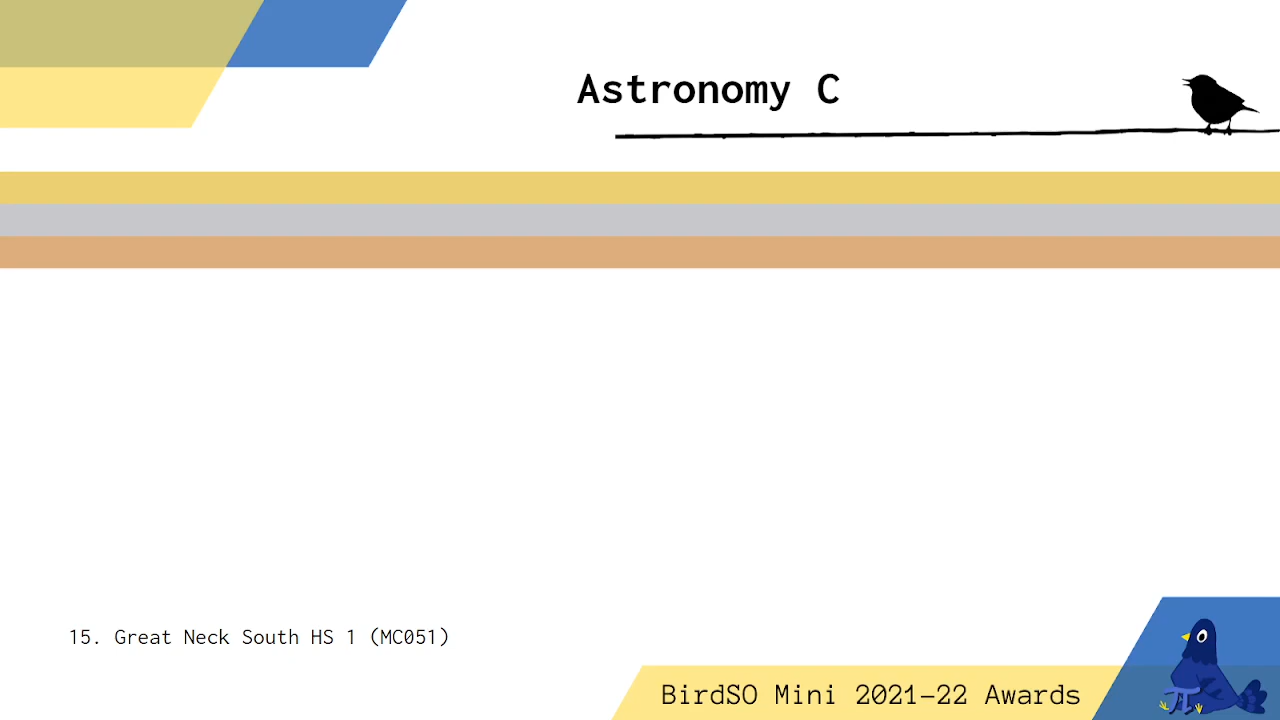 Astronomy C
15. Great Neck South HS 1 (MC051)
BirdSO Mini 2021-22 Awards